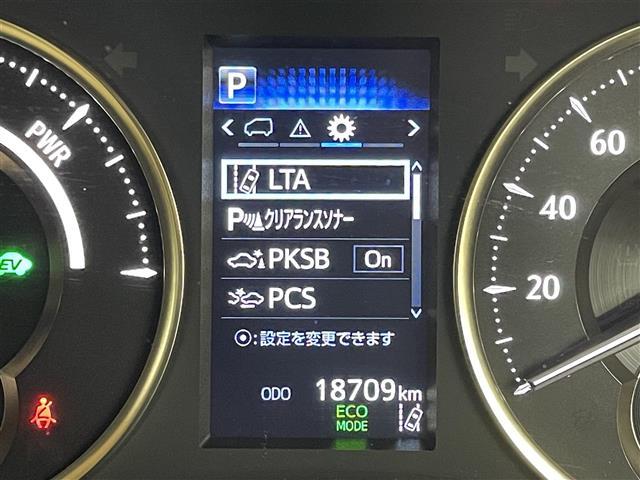 P
LTA
Pクリアランスソナー
PKSB On
PCS
:設定を変更できます
ODO 18709km
ECO
MODE
PWR
EV
60
40
20